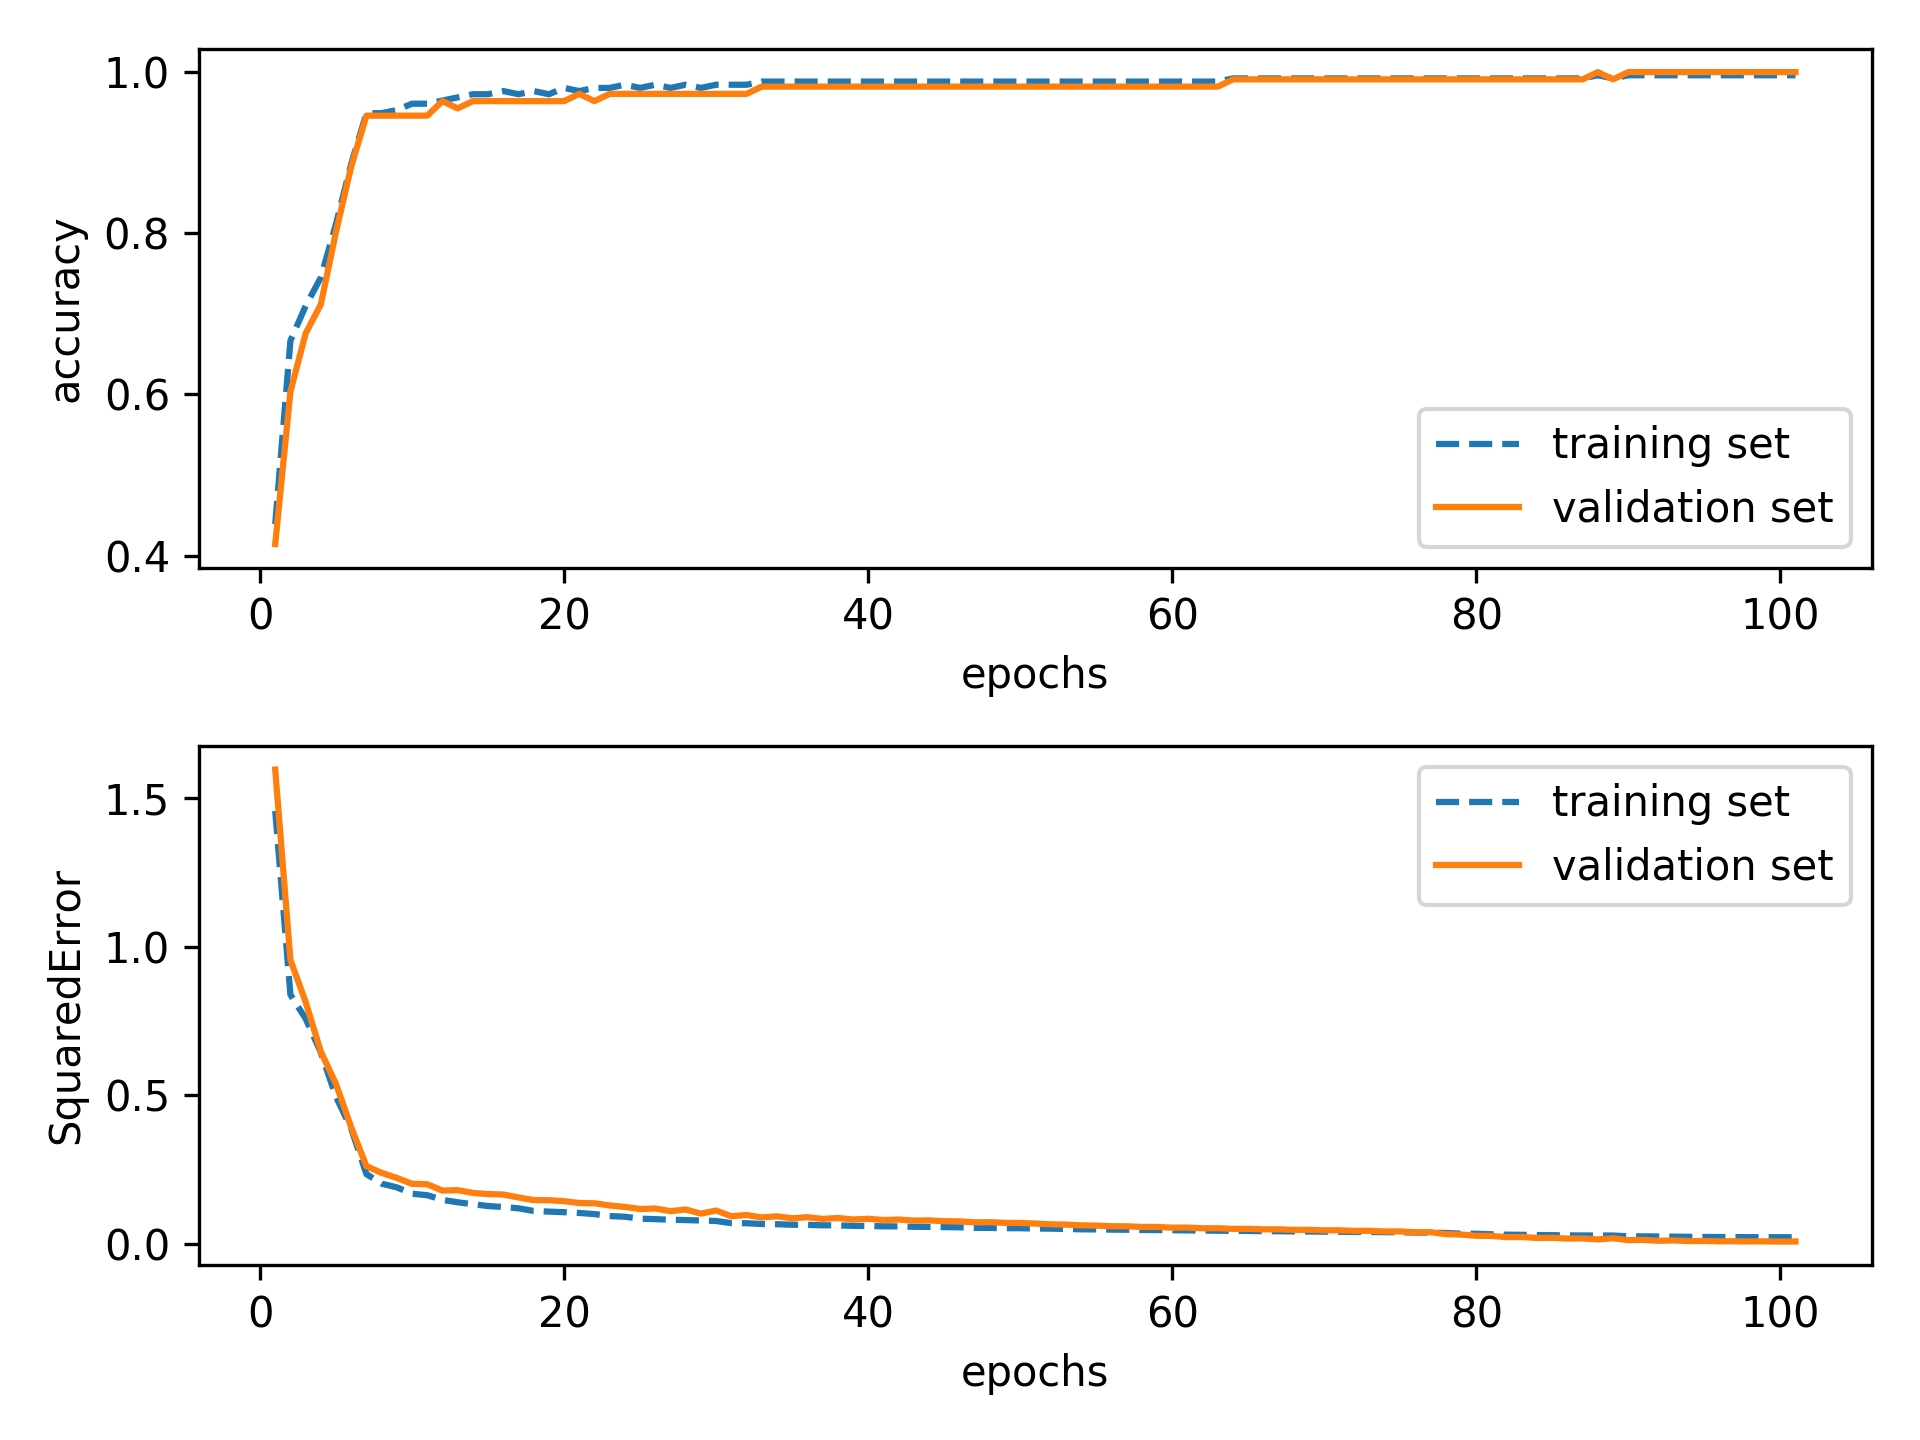 1.0
0.8
0.6
0.4
accuracy
training set
validation set
0 20 40 60 80 100
epochs
1.5
1.0
0.5
0.0
SquaredError
training set
validation set
0 20 40 60 80 100
epochs